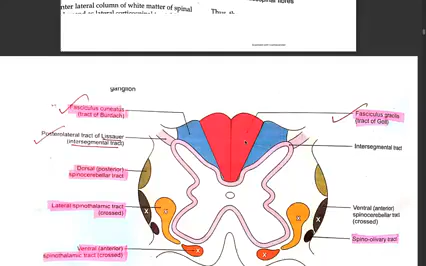 nter lateral column of white matter of spinal
ospinal fibres
ganglion
Fasciculus cuneatus
(tract of Burdach)
Fasciculus gracilis
(tract of Goll)
Posterolateral tract of Lissauer
(intersegmental tract)
Intersegmental tract
Dorsal (posterior)
spinocerebellar tract
Lateral spinothalamic tract
(crossed)
Ventral (anterior)
spinocerebellar tract
(crossed)
X
X
X
X
Spino-olivary tract
Ventral (anterior)
spinothalamic tract (crossed)
X
X